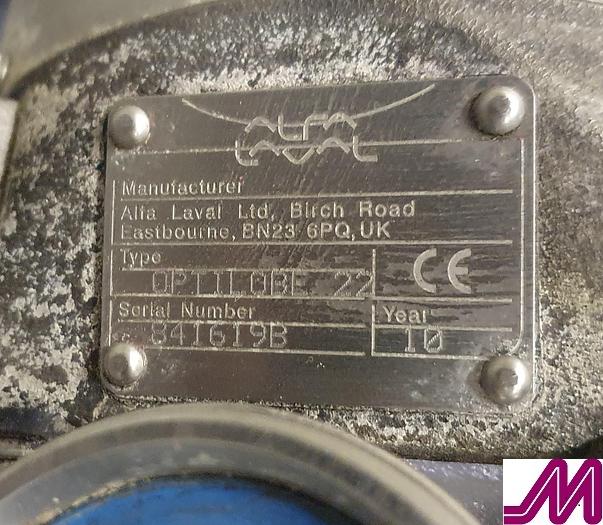 ALFA
LAVAL
Manufacturer
Alfa Laval Ltd, Birch Road
Eastbourne, BN23 6PQ, UK
Type
OPTILOBE 22
CE
Serial Number
Year
841619B
10
M